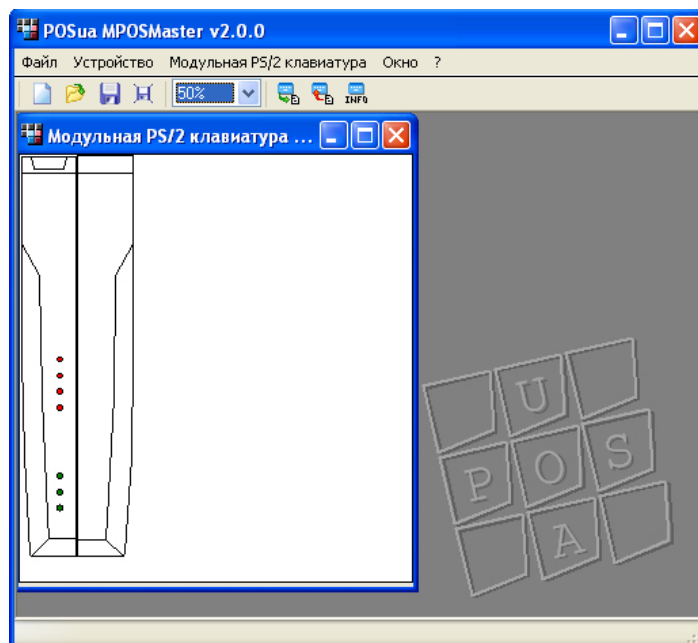 POSua MPOSMaster v2.0.0
Файл Устройство Модульная PS/2 клавиатура Окно ?
50% INFO
Модульная PS/2 клавиатура ...
U
P O S
A